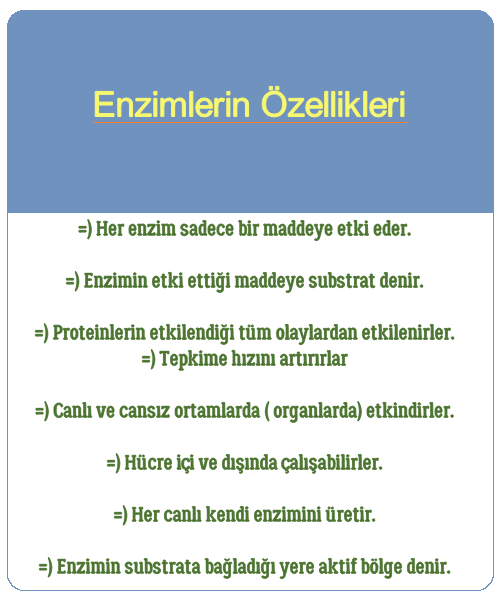 Enzimlerin Özellikleri
=) Her enzim sadece bir maddeye etki eder.
=) Enzimin etki ettiği maddeye substrat denir.
=) Proteinlerin etkilendiği tüm olaylardan etkilenirler.
=) Tepkime hızını artırırlar
=) Canlı ve cansız ortamlarda ( organlarda) etkindirler.
=) Hücre içi ve dışında çalışabilirler.
=) Her canlı kendi enzimini üretir.
=) Enzimin substrata bağladığı yere aktif bölge denir.